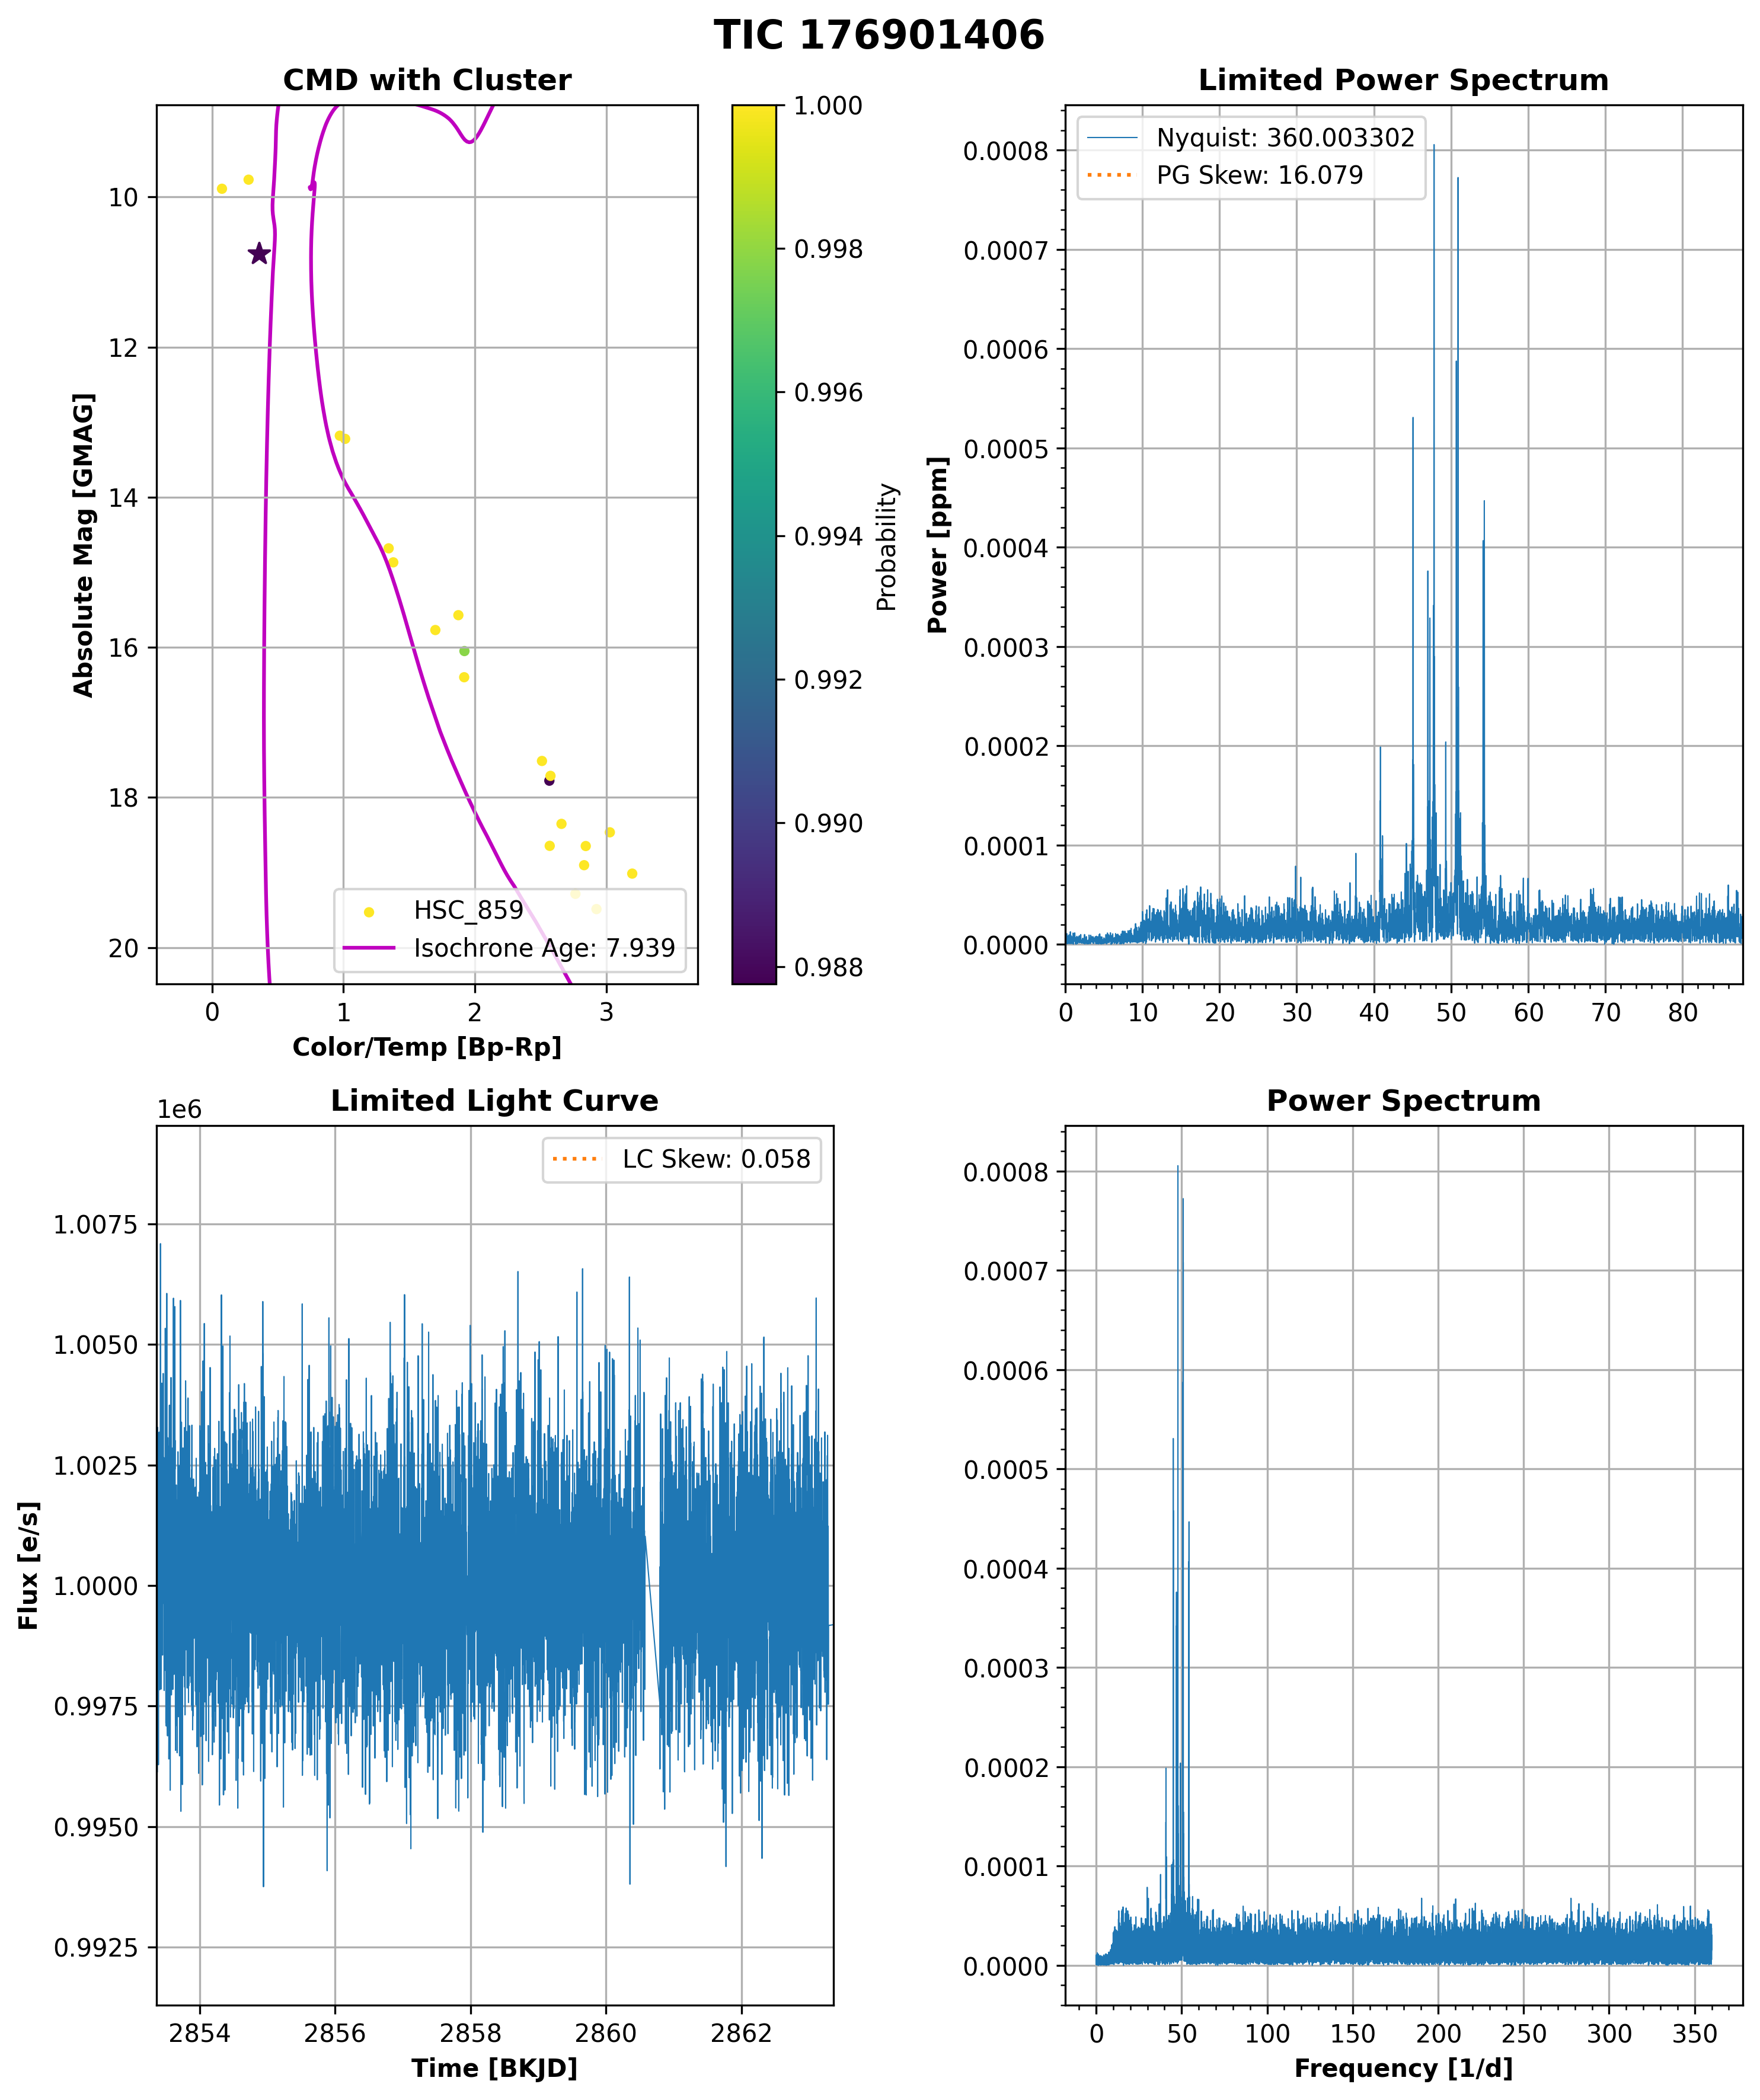 TIC 176901406
CMD with Cluster
10
12
14
16
18
20
0 1 2 3
Absolute Mag [GMAG]
Color/Temp [Bp-Rp]
HSC_859
Isochrone Age: 7.939
1.000
0.998
0.996
0.994
0.992
0.990
0.988
Probability
Limited Power Spectrum
Nyquist: 360.003302
PG Skew: 16.079
0.0008
0.0007
0.0006
0.0005
0.0004
0.0003
0.0002
0.0001
0.0000
Power [ppm]
0 10 20 30 40 50 60 70 80
Limited Light Curve
1e6
LC Skew: 0.058
1.0075
1.0050
1.0025
1.0000
0.9975
0.9950
0.9925
Flux [e/s]
2854 2856 2858 2860 2862
Time [BKJD]
Power Spectrum
0.0008
0.0007
0.0006
0.0005
0.0004
0.0003
0.0002
0.0001
0.0000
0 50 100 150 200 250 300 350
Frequency [1/d]